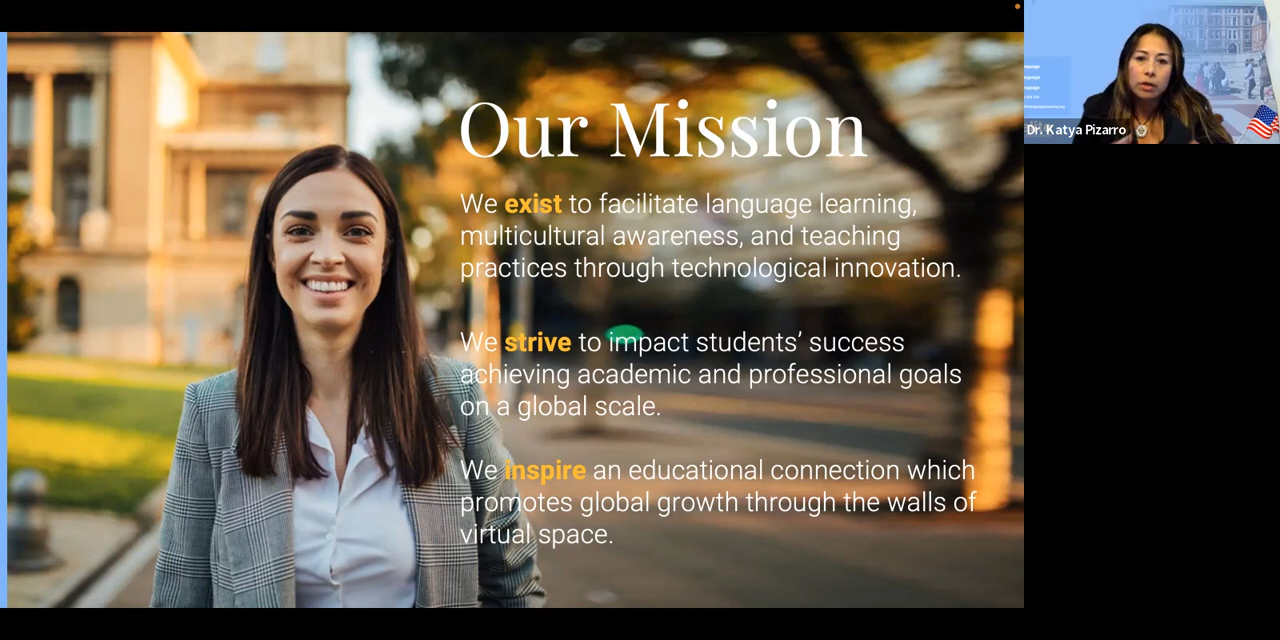 Our Mission
We exist to facilitate language learning,
multicultural awareness, and teaching
practices through technological innovation.
We strive to impact students’ success
achieving academic and professional goals
on a global scale.
We inspire an educational connection which
promotes global growth through the walls of
virtual space.
Dr. Katya Pizarro